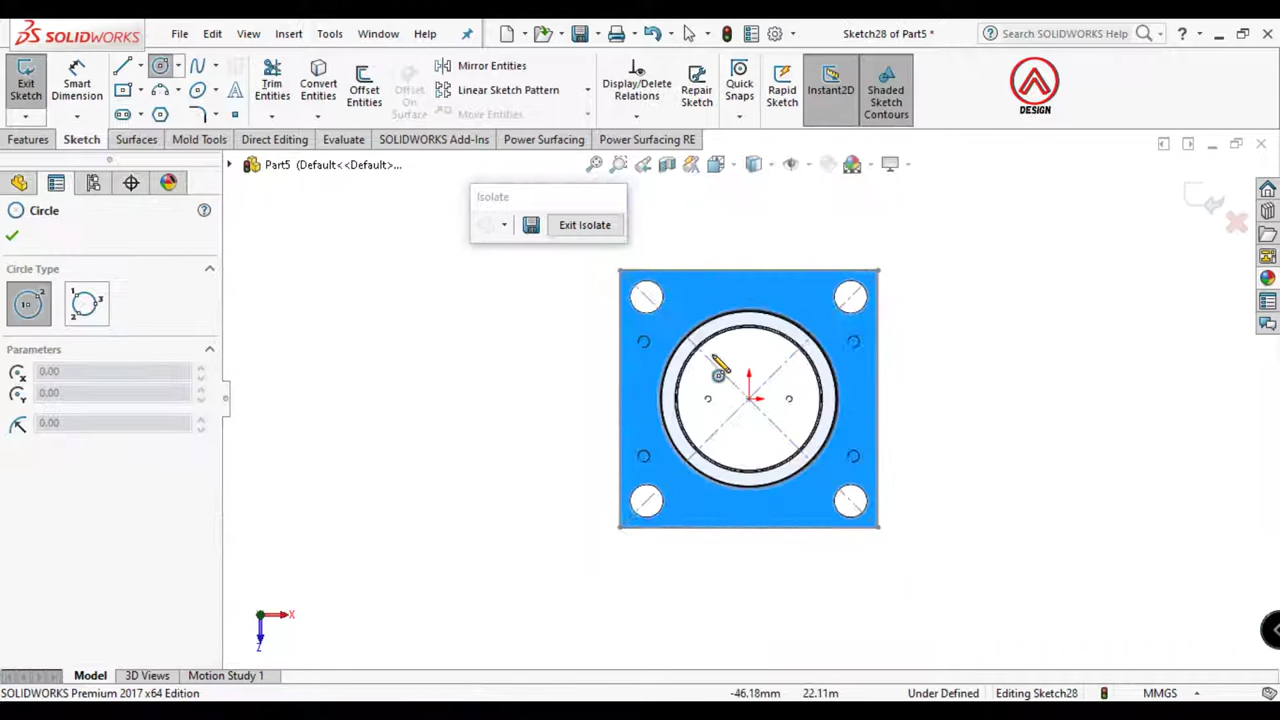 SOLIDWORKS File Edit View Insert Tools Window Help Sketch28 of Part5 * Search SOLIDWORKS Help ?
Exit Sketch
Smart Dimension
Trim Entities
Convert Entities
Offset Entities
Offset On Surface
Mirror Entities
Linear Sketch Pattern
Move Entities
Display/Delete Relations
Repair Sketch
Quick Snaps
Rapid Sketch
Instant2D
Shaded Sketch Contours
DESIGN
Features Sketch Surfaces Mold Tools Direct Editing Evaluate SOLIDWORKS Add-Ins Power Surfacing Power Surfacing RE
Part5 (Default<<Default>...
Circle
Isolate
Exit Isolate
Circle Type
Parameters
0.00
0.00
0.00
X
Z
Model 3D Views Motion Study 1
SOLIDWORKS Premium 2017 x64 Edition -46.18mm 22.11m Under Defined Editing Sketch28 MMGS